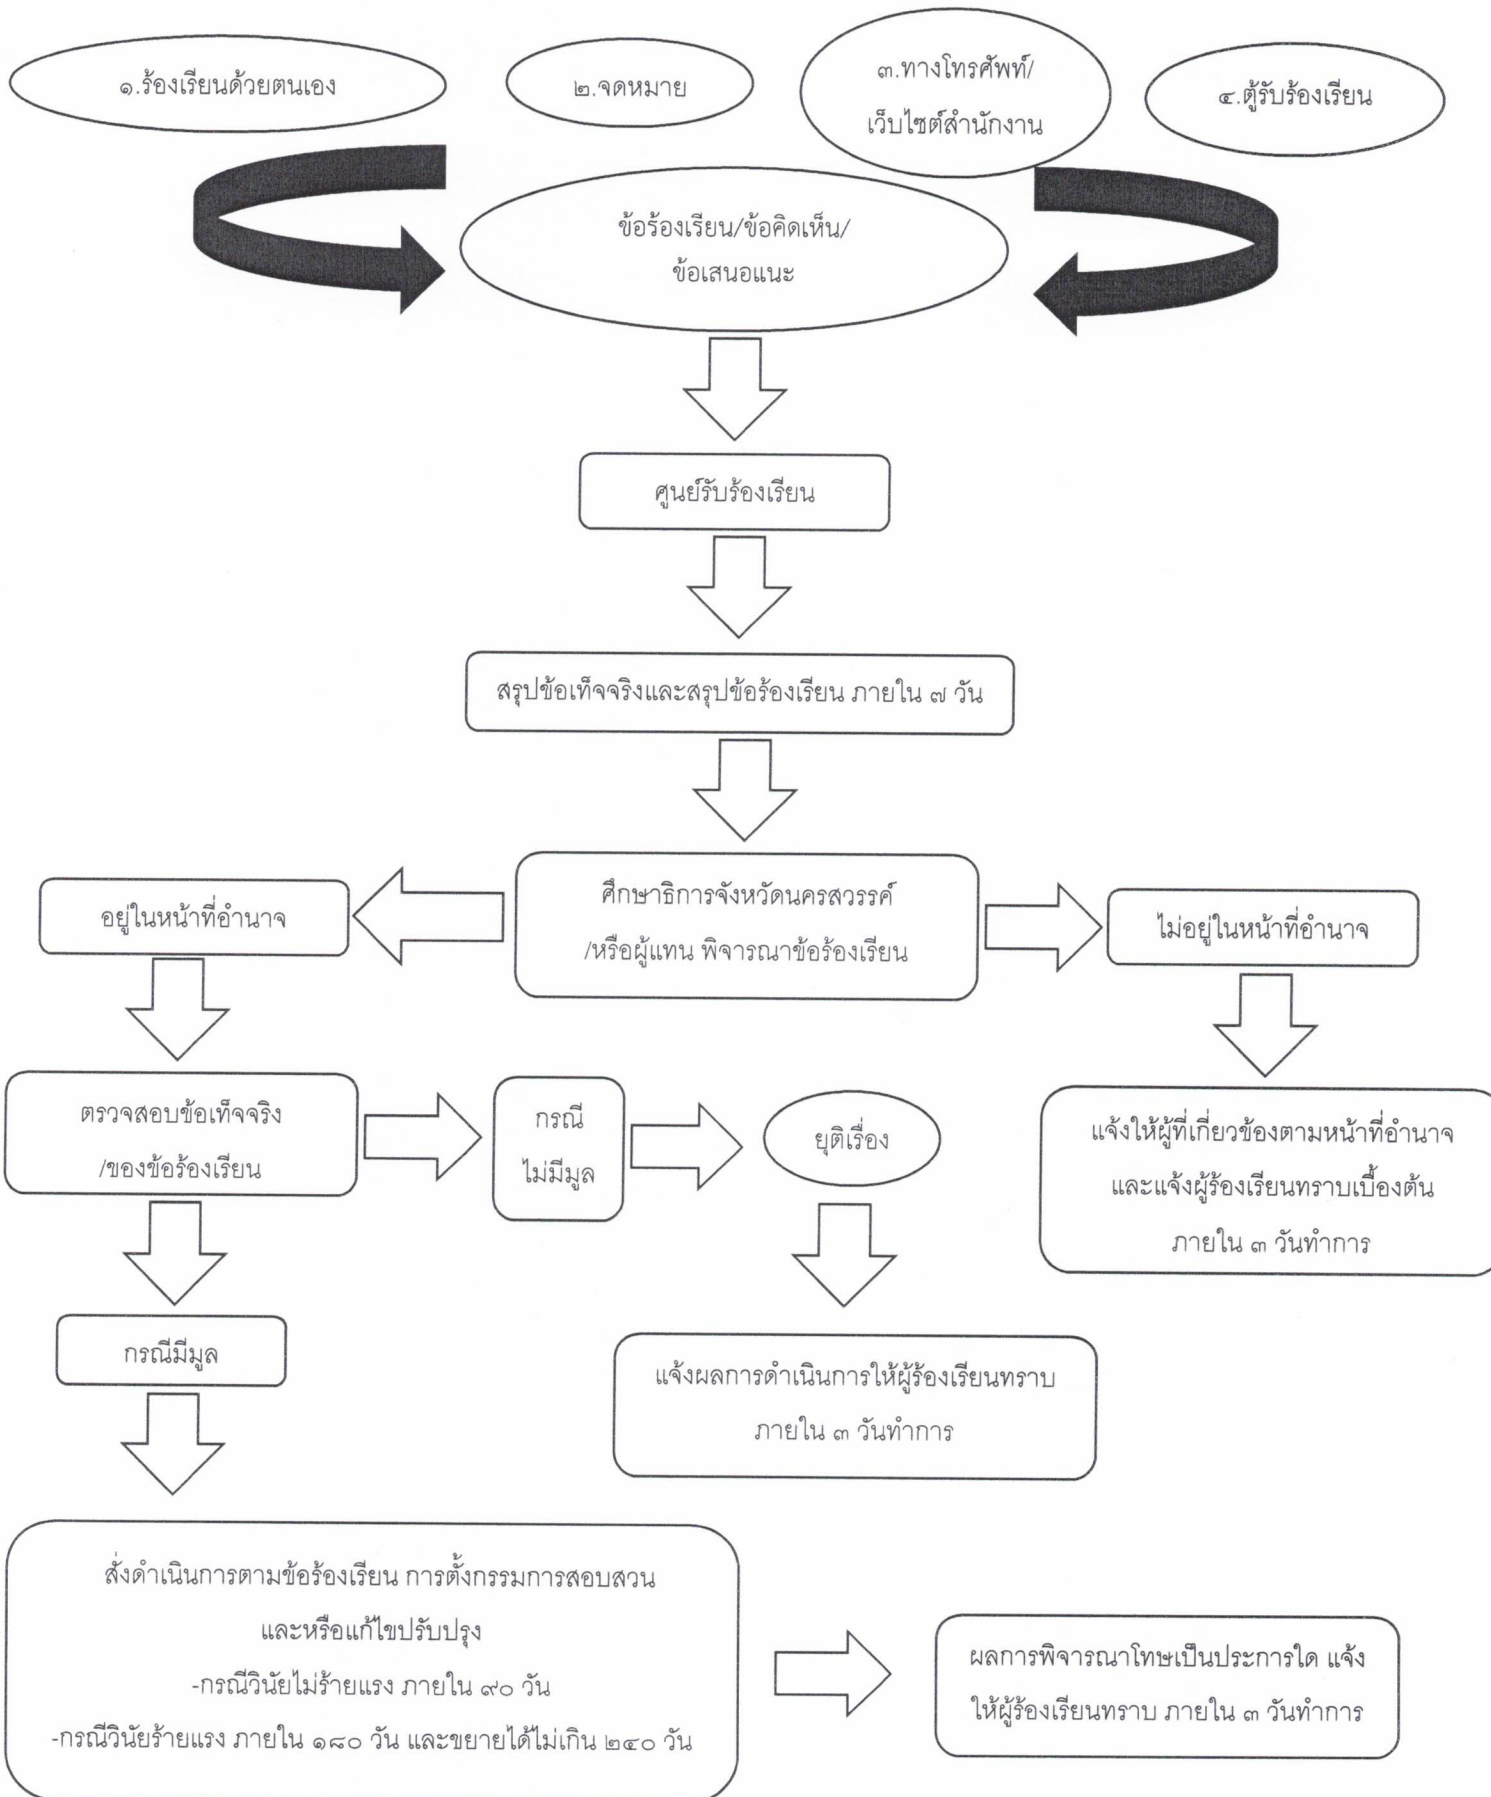 ๑.ร้องเรียนด้วยตนเอง
๒.จดหมาย
๓.ทางโทรศัพท์/
เว็บไซต์สำนักงาน
๔.ตู้รับร้องเรียน
ข้อร้องเรียน/ข้อคิดเห็น/
ข้อเสนอแนะ
ศูนย์รับร้องเรียน
สรุปข้อเท็จจริงและสรุปข้อร้องเรียน ภายใน ๗ วัน
ศึกษาธิการจังหวัดนครสวรรค์
/หรือผู้แทน พิจารณาข้อร้องเรียน
อยู่ในหน้าที่อำนาจ
ไม่อยู่ในหน้าที่อำนาจ
ตรวจสอบข้อเท็จจริง
/ของข้อร้องเรียน
กรณี
ไม่มีมูล
ยุติเรื่อง
แจ้งให้ผู้ที่เกี่ยวข้องตามหน้าที่อำนาจ
และแจ้งผู้ร้องเรียนทราบเบื้องต้น
ภายใน ๓ วันทำการ
กรณีมีมูล
แจ้งผลการดำเนินการให้ผู้ร้องเรียนทราบ
ภายใน ๓ วันทำการ
สั่งดำเนินการตามข้อร้องเรียน การตั้งกรรมการสอบสวน
และหรือแก้ไขปรับปรุง
-กรณีวินัยไม่ร้ายแรง ภายใน ๙๐ วัน
-กรณีวินัยร้ายแรง ภายใน ๑๘๐ วัน และขยายได้ไม่เกิน ๒๔๐ วัน
ผลการพิจารณาโทษเป็นประการใด แจ้ง
ให้ผู้ร้องเรียนทราบ ภายใน ๓ วันทำการ